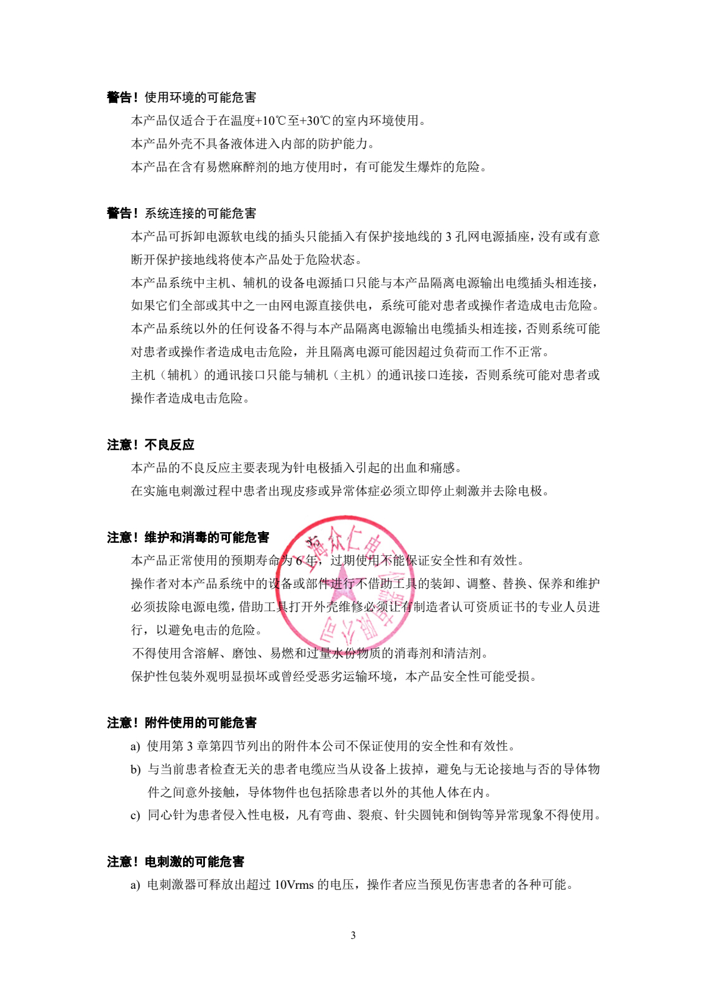 警告！使用环境的可能危害
本产品仅适合于在温度+10℃至+30℃的室内环境使用。
本产品外壳不具备液体进入内部的防护能力。
本产品在含有易燃麻醉剂的地方使用时，有可能发生爆炸的危险。
警告！系统连接的可能危害
本产品可拆卸电源软电线的插头只能插入有保护接地线的 3 孔网电源插座，没有或有意
断开保护接地线将使本产品处于危险状态。
本产品系统中主机、辅机的设备电源插口只能与本产品隔离电源输出电缆插头相连接，
如果它们全部或其中之一由网电源直接供电，系统可能对患者或操作者造成电击危险。
本产品系统以外的任何设备不得与本产品隔离电源输出电缆插头相连接，否则系统可能
对患者或操作者造成电击危险，并且隔离电源可能因超过负荷而工作不正常。
主机（辅机）的通讯接口只能与辅机（主机）的通讯接口连接，否则系统可能对患者或
操作者造成电击危险。
注意！不良反应
本产品的不良反应主要表现为针电极插入引起的出血和痛感。
在实施电刺激过程中患者出现皮疹或异常体症必须立即停止刺激并去除电极。
注意！维护和消毒的可能危害
本产品正常使用的预期寿命为 6 年，过期使用不能保证安全性和有效性。
操作者对本产品系统中的设备或部件进行不借助工具的装卸、调整、替换、保养和维护
必须拔除电源电缆，借助工具打开外壳维修必须让有制造者认可资质证书的专业人员进
行，以避免电击的危险。
不得使用含溶解、磨蚀、易燃和过量水份物质的消毒剂和清洁剂。
保护性包装外观明显损坏或曾经受恶劣运输环境，本产品安全性可能受损。
上海众仁电子仪器有限公司
注意！附件使用的可能危害
a) 使用第 3 章第四节列出的附件本公司不保证使用的安全性和有效性。
b) 与当前患者检查无关的患者电缆应当从设备上拔掉，避免与无论接地与否的导体物
件之间意外接触，导体物件也包括除患者以外的其他人体在内。
c) 同心针为患者侵入性电极，凡有弯曲、裂痕、针尖圆钝和倒钩等异常现象不得使用。
注意！电刺激的可能危害
a) 电刺激器可释放出超过 10Vrms 的电压，操作者应当预见伤害患者的各种可能。
3